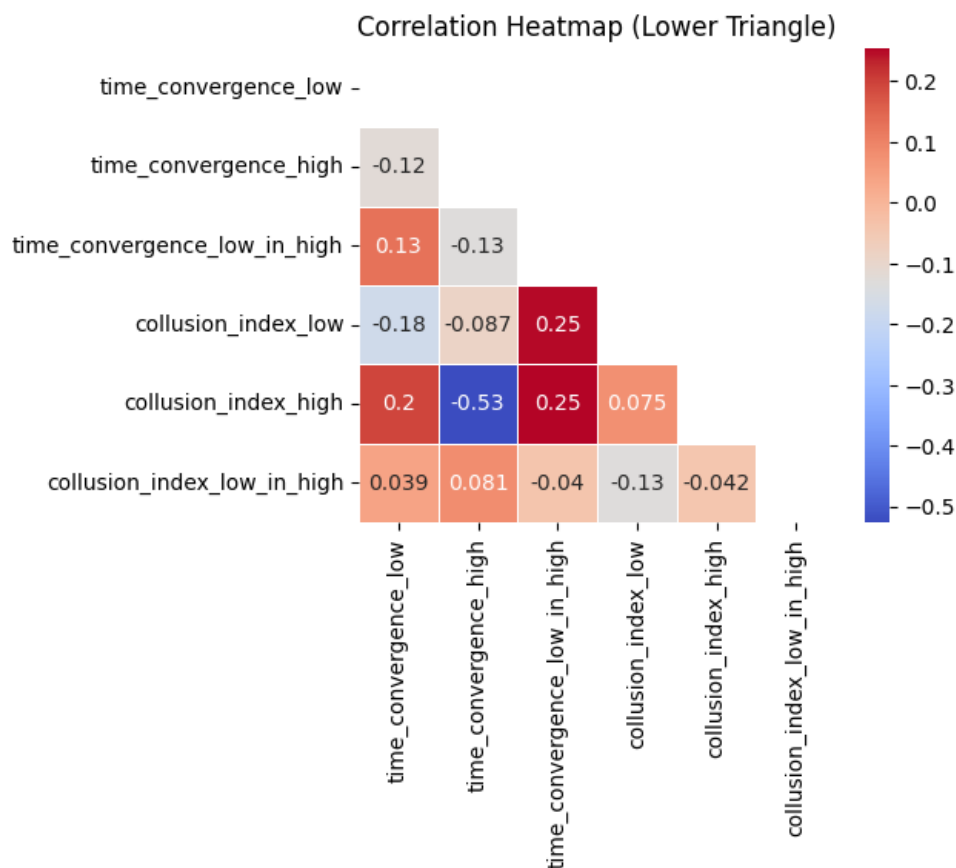 Correlation Heatmap (Lower Triangle)
time_convergence_low
time_convergence_high
-0.12
time_convergence_low_in_high
0.13
-0.13
collusion_index_low
-0.18
-0.087
0.25
collusion_index_high
0.2
-0.53
0.25
0.075
collusion_index_low_in_high
0.039
0.081
-0.04
-0.13
-0.042
time_convergence_low
time_convergence_high
time_convergence_low_in_high
collusion_index_low
collusion_index_high
collusion_index_low_in_high
0.2
0.1
0.0
−0.1
−0.2
−0.3
−0.4
−0.5